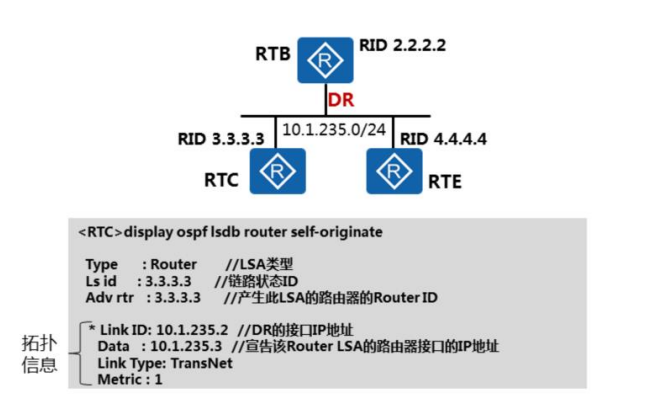 RTB
RID 2.2.2.2
DR
RID 3.3.3.3
10.1.235.0/24
RID 4.4.4.4
RTC
RTE
<RTC>display ospf lsdb router self-originate
Type : Router //LSA类型
Ls id : 3.3.3.3 //链路状态ID
Adv rtr : 3.3.3.3 //产生此LSA的路由器的Router ID
拓扑
信息
* Link ID: 10.1.235.2 //DR的接口IP地址
Data : 10.1.235.3 //宣告该Router LSA的路由器接口的IP地址
Link Type: TransNet
Metric : 1